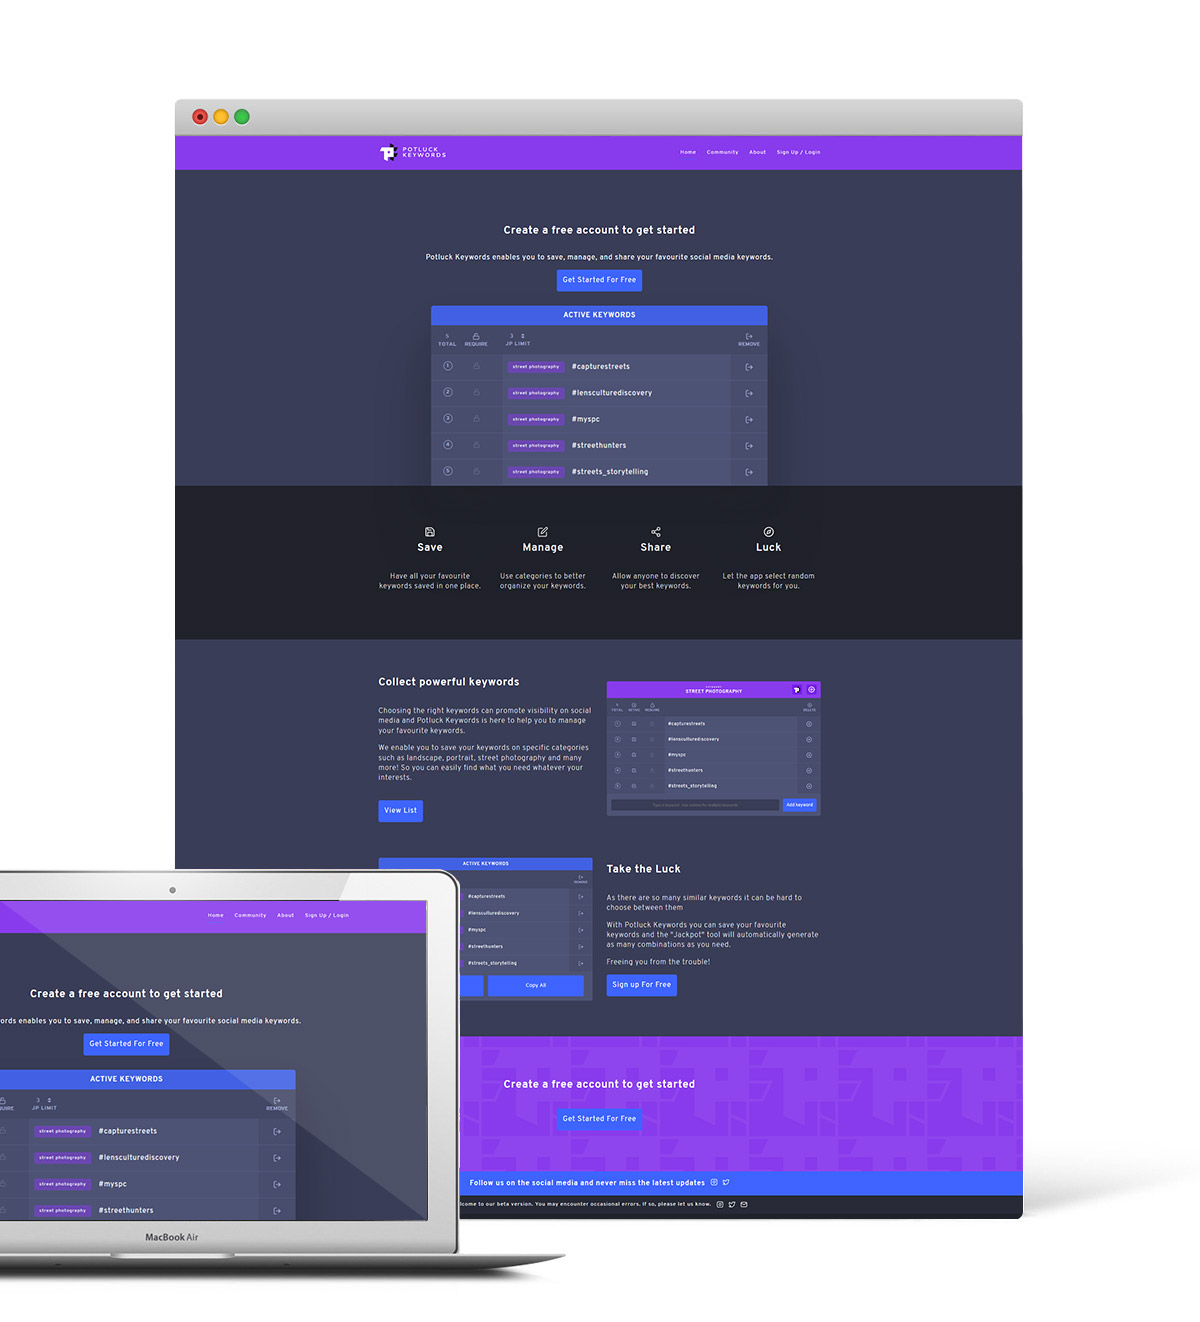 POTLUCK
KEYWORDS
Home Community About Sign Up / Login
Create a free account to get started
Potluck Keywords enables you to save, manage, and share your favourite social media keywords.
Get Started For Free
ACTIVE KEYWORDS
5 3
TOTAL REQUIRE JP LIMIT REMOVE
1 street photography #capturestreets
2 street photography #lensculturediscovery
3 street photography #myspc
4 street photography #streethunters
5 street photography #streets_storytelling
Save Manage Share Luck
Have all your favourite
keywords saved in one place.
Use categories to better
organize your keywords.
Allow anyone to discover
your best keywords.
Let the app select random
keywords for you.
Collect powerful keywords
Choosing the right keywords can promote visibility on social
media and Potluck Keywords is here to help you to manage
your favourite keywords.
We enable you to save your keywords on specific categories
such as landscape, portrait, street photography and many
more! So you can easily find what you need whatever your
interests.
View List
STREET PHOTOGRAPHY
TOTAL ACTIVE REQUIRE DELETE
#capturestreets
#lensculturediscovery
#myspc
#streethunters
#streets_storytelling
Add keyword
ACTIVE KEYWORDS
REMOVE
#capturestreets
#lensculturediscovery
#myspc
#streethunters
#streets_storytelling
Copy All
Take the Luck
As there are so many similar keywords it can be hard to
choose between them
With Potluck Keywords you can save your favourite
keywords and the "Jackpot" tool will automatically generate
as many combinations as you need.
Freeing you from the trouble!
Sign up For Free
Create a free account to get started
Get Started For Free
Follow us on the social media and never miss the latest updates
lcome to our beta version. You may encounter occasional errors. If so, please let us know.
Home Community About Sign Up / Login
Create a free account to get started
ords enables you to save, manage, and share your favourite social media keywords.
Get Started For Free
ACTIVE KEYWORDS
3
UIRE JP LIMIT REMOVE
street photography #capturestreets
street photography #lensculturediscovery
street photography #myspc
street photography #streethunters
MacBook Air